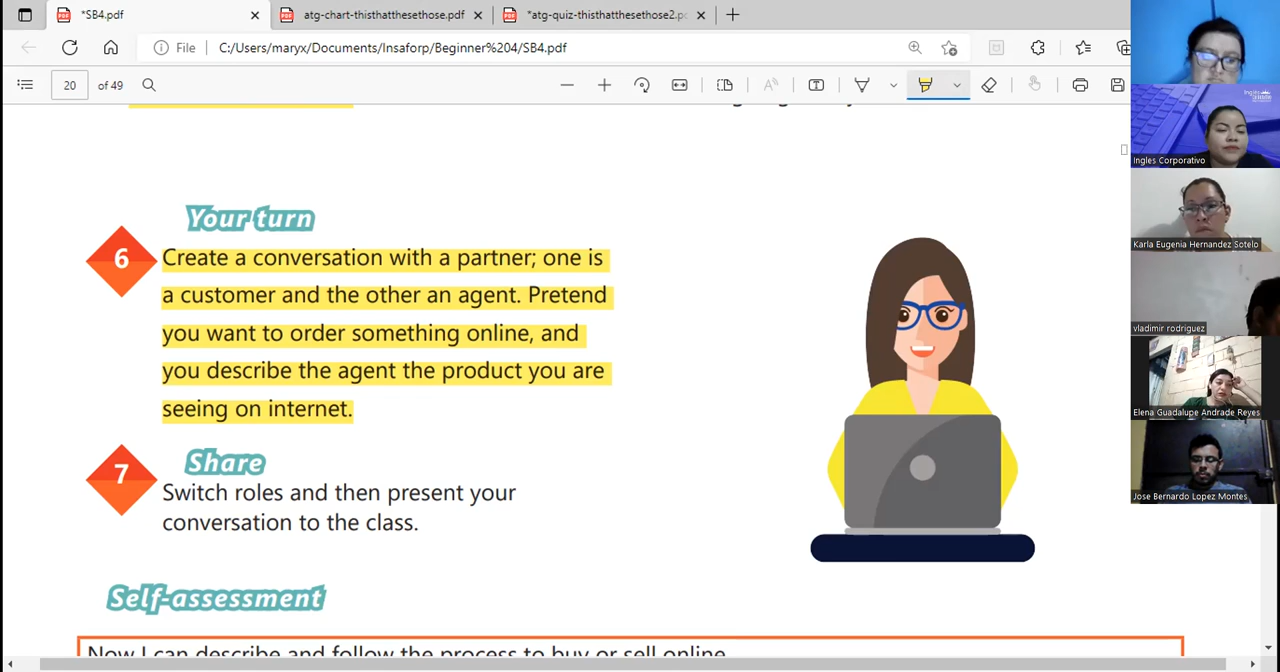 *SB4.pdf
atg-chart-thisthatthesethose.pdf
*atg-quiz-thisthatthesethose2.pc
File
C:/Users/maryx/Documents/Insaforp/Beginner%204/SB4.pdf
20 of 49
Your turn
6
Create a conversation with a partner; one is
a customer and the other an agent. Pretend
you want to order something online, and
you describe the agent the product you are
seeing on internet.
7
Share
Switch roles and then present your
conversation to the class.
Self-assessment
Now I can describe and follow the process to buy or sell online
Ingles Corporativo
Karla Eugenia Hernandez Sotelo
vladimir rodriguez
Elena Guadalupe Andrade Reyes
Jose Bernardo Lopez Montes